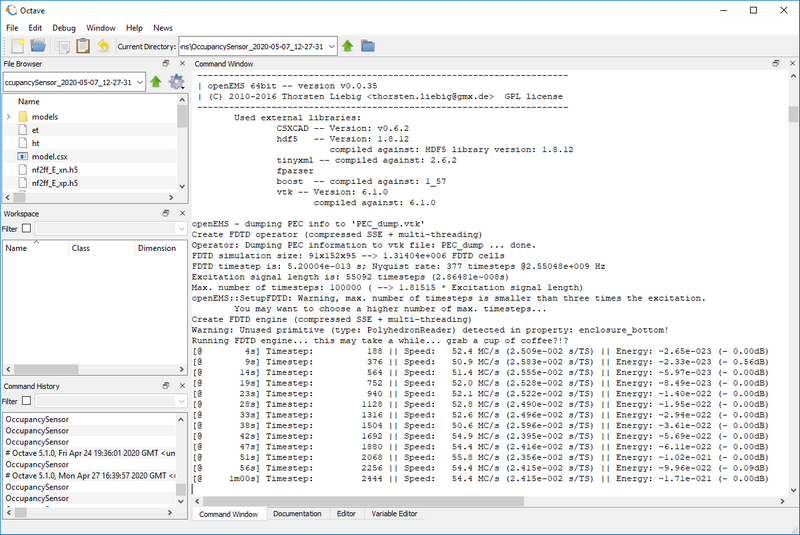 Octave
File Edit Debug Window Help News
Current Directory: ns\OccupancySensor_2020-05-07_12-27-31
File Browser
ccupancySensor_2020-05-07_12-27-31
Name
models
et
ht
model.csx
nf2ff_E_xn.h5
nf2ff_E_xp.h5
Workspace
Filter
Name Class Dimension
Command History
Filter
OccupancySensor
OccupancySensor
OccupancySensor
# Octave 5.1.0, Fri Apr 24 19:36:01 2020 GMT <un
OccupancySensor
# Octave 5.1.0, Mon Apr 27 16:39:57 2020 GMT <u
OccupancySensor
OccupancySensor
Command Window
----------------------------------------------------------------------
| openEMS 64bit -- version v0.0.35
| (C) 2010-2016 Thorsten Liebig <thorsten.liebig@gmx.de>  GPL license
----------------------------------------------------------------------
Used external libraries:
CSXCAD -- Version: v0.6.2
hdf5   -- Version: 1.8.12
compiled against: HDF5 library version: 1.8.12
tinyxml -- compiled against: 2.6.2
fparser
boost  -- compiled against: 1_57
vtk -- Version: 6.1.0
compiled against: 6.1.0
openEMS - dumping PEC info to 'PEC_dump.vtk'
Create FDTD operator (compressed SSE + multi-threading)
Operator: Dumping PEC information to vtk file: PEC_dump ... done.
FDTD simulation size: 91x152x95 --> 1.31404e+006 FDTD cells
FDTD timestep is: 5.20004e-013 s; Nyquist rate: 377 timesteps @2.55048e+009 Hz
Excitation signal length is: 55092 timesteps (2.86481e-008s)
Max. number of timesteps: 100000 ( --> 1.81515 * Excitation signal length)
openEMS::SetupFDTD: Warning, max. number of timesteps is smaller than three times the excitation.
You may want to choose a higher number of max. timesteps...
Create FDTD engine (compressed SSE + multi-threading)
Warning: Unused primitive (type: PolyhedronReader) detected in property: enclosure_bottom!
Running FDTD engine... this may take a while... grab a cup of coffee?!?
[@ 4s] Timestep: 188 || Speed: 52.4 MC/s (2.509e-002 s/TS) || Energy: ~2.65e-023 (- 0.00dB)
[@ 9s] Timestep: 376 || Speed: 50.9 MC/s (2.583e-002 s/TS) || Energy: ~2.33e-023 (- 0.56dB)
[@ 14s] Timestep: 564 || Speed: 51.4 MC/s (2.555e-002 s/TS) || Energy: ~5.97e-023 (- 0.00dB)
[@ 19s] Timestep: 752 || Speed: 52.0 MC/s (2.528e-002 s/TS) || Energy: ~8.49e-023 (- 0.00dB)
[@ 23s] Timestep: 940 || Speed: 52.1 MC/s (2.522e-002 s/TS) || Energy: ~1.40e-022 (- 0.00dB)
[@ 28s] Timestep: 1128 || Speed: 52.8 MC/s (2.490e-002 s/TS) || Energy: ~1.95e-022 (- 0.00dB)
[@ 33s] Timestep: 1316 || Speed: 52.6 MC/s (2.496e-002 s/TS) || Energy: ~2.94e-022 (- 0.00dB)
[@ 38s] Timestep: 1504 || Speed: 50.6 MC/s (2.596e-002 s/TS) || Energy: ~3.61e-022 (- 0.00dB)
[@ 42s] Timestep: 1692 || Speed: 54.9 MC/s (2.395e-002 s/TS) || Energy: ~5.69e-022 (- 0.00dB)
[@ 47s] Timestep: 1880 || Speed: 54.4 MC/s (2.416e-002 s/TS) || Energy: ~6.11e-022 (- 0.00dB)
[@ 51s] Timestep: 2068 || Speed: 55.8 MC/s (2.356e-002 s/TS) || Energy: ~1.02e-021 (- 0.00dB)
[@ 56s] Timestep: 2256 || Speed: 54.4 MC/s (2.415e-002 s/TS) || Energy: ~9.96e-022 (- 0.09dB)
[@ 1m00s] Timestep: 2444 || Speed: 54.4 MC/s (2.415e-002 s/TS) || Energy: ~1.71e-021 (- 0.00dB)
Command Window Documentation Editor Variable Editor